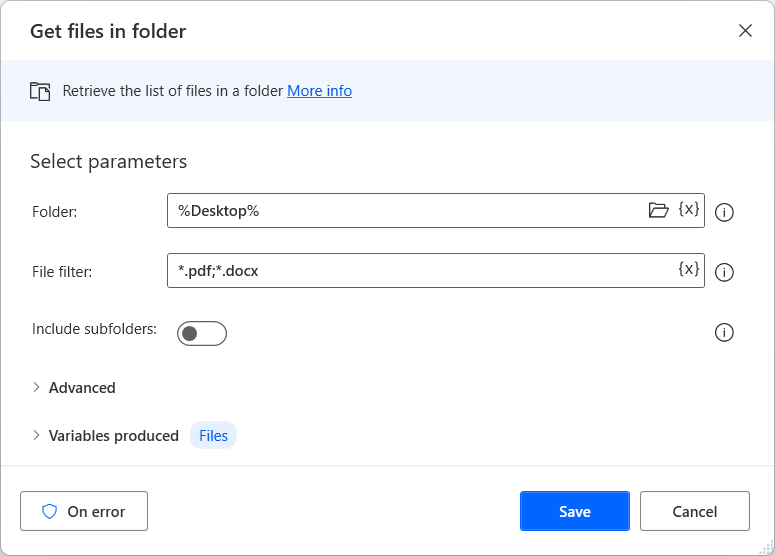 Get files in folder
Retrieve the list of files in a folder More info
Select parameters
Folder: %Desktop% {x}
File filter: *.pdf;*.docx {x}
Include subfolders:
Advanced
Variables produced Files
On error Save Cancel